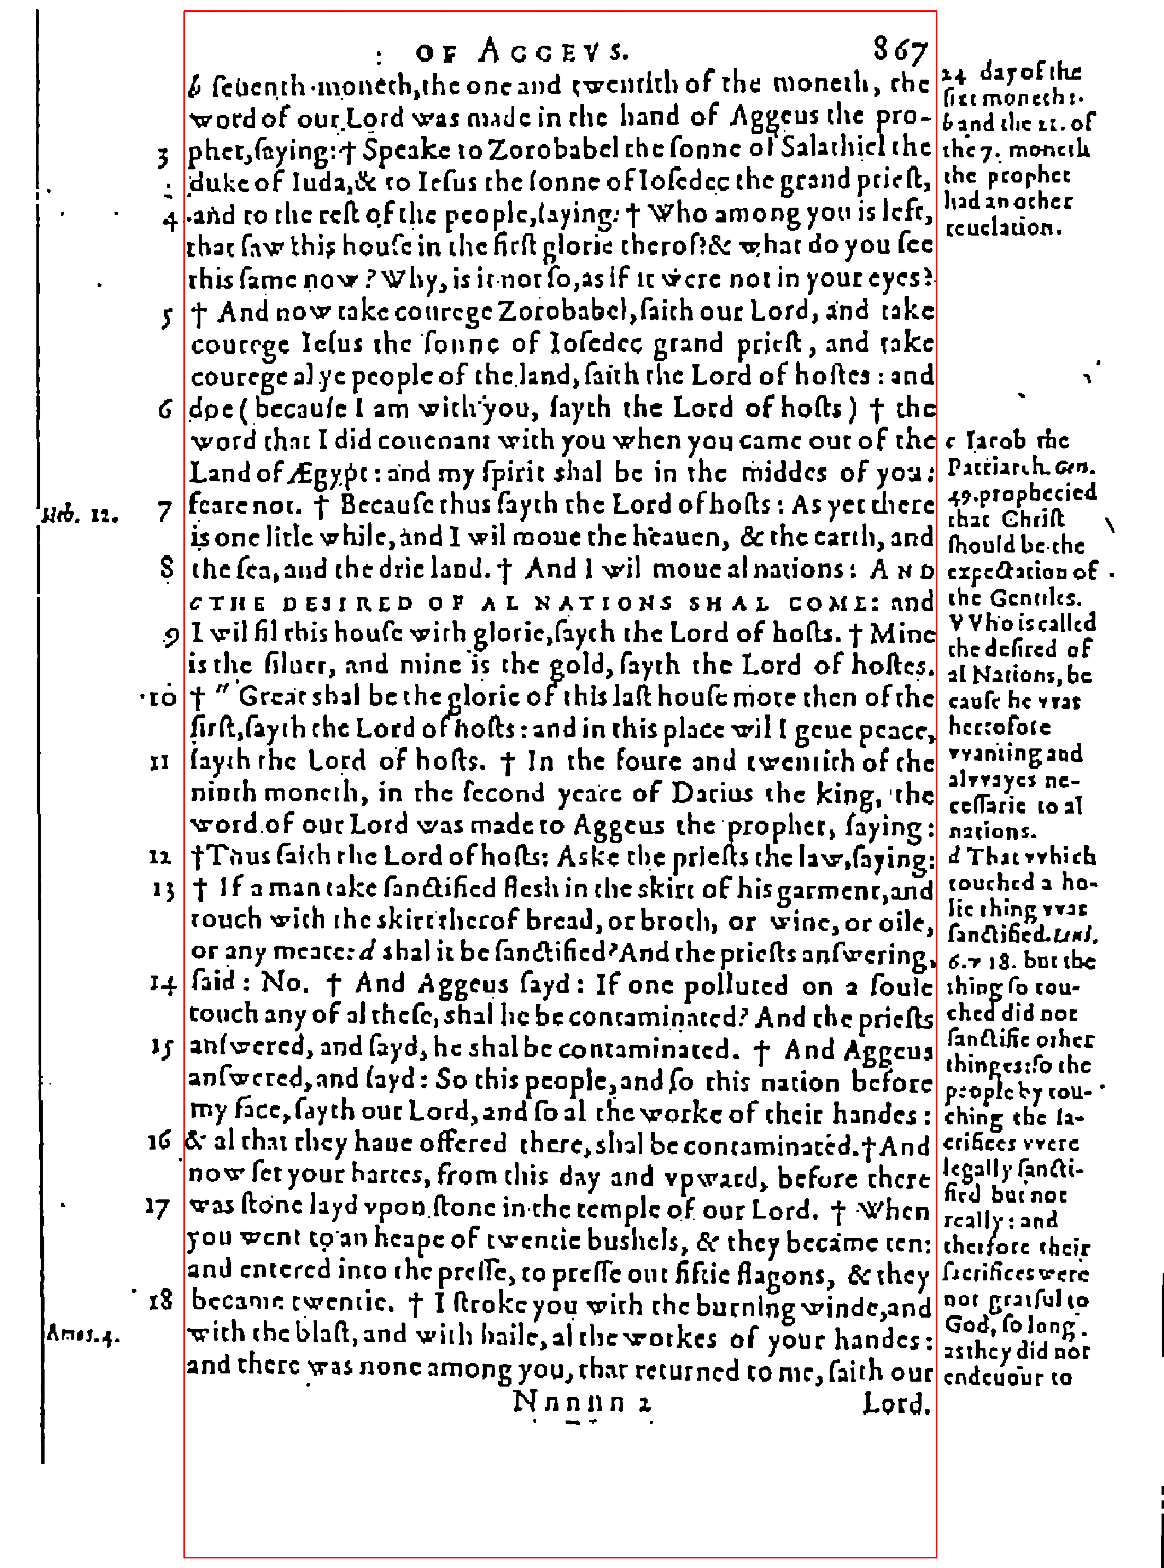 OF AGGEVS. 867
b ſeuenth moneth, the one and twentith of the moneth, the
word of our Lord was made in the hand of Aggeus the pro-
3 phet, ſaying: † Speake to Zorobabel the ſonne of Salathiel the
duke of Iuda, & to Ieſus the ſonne of Ioſedec the grand prieſt,
4 and to the reſt of the people, ſaying: † Who among you is left,
that ſaw this houſe in the firſt glorie therof? & what do you ſee
this ſame now? Why, is it not ſo, as if it were not in your eyes?
5 † And now take courege Zorobabel, ſaith our Lord, and take
courege Ieſus the ſonne of Ioſedec grand prieſt, and take
courege al ye people of the land, ſaith the Lord of hoſtes: and
6 doe (becauſe I am with you, ſayth the Lord of hoſts) † the
word that I did couenant with you when you came out of the
Land of Ægypt: and my ſpirit shal be in the middes of you:
7 feare not. † Becauſe thus ſayth the Lord of hoſts: As yet there
is one litle while, and I wil moue the heauen, & the earth, and
8 the ſea, and the drie land. † And I wil moue al nations: AND
c THE DESIRED OF AL NATIONS SHAL COME: and
9 I wil fil this houſe with glorie, ſayth the Lord of hoſts. † Mine
is the ſiluer, and mine is the gold, ſayth the Lord of hoſtes.
10 † " Great shal be the glorie of this laſt houſe more then of the
firſt, ſayth the Lord of hoſts: and in this place wil I geue peace,
11 ſayth the Lord of hoſts. † In the foure and twentith of the
ninth moneth, in the ſecond yeare of Darius the king, the
word of our Lord was made to Aggeus the prophet, ſaying:
12 † Thus ſaith the Lord of hoſts: Aske the prieſts the law, ſaying:
13 † If a man take ſanctified flesh in the skirt of his garment, and
touch with the skirt therof bread, or broth, or wine, or oile,
or any meate: d shal it be ſanctified? And the prieſts anſwering,
14 ſaid: No. † And Aggeus ſayd: If one polluted on a ſoule
touch any of al theſe, shal he be contaminated? And the prieſts
15 anſwered, and ſayd, he shal be contaminated. † And Aggeus
anſwered, and ſayd: So this people, and ſo this nation before
my face, ſayth our Lord, and ſo al the worke of their handes:
16 & al that they haue offered there, shal be contaminated. † And
now ſet your hartes, from this day and vpward, before there
17 was ſtone layd vpon ſtone in the temple of our Lord. † When
you went to an heape of twentie bushels, & they became ten:
and entered into the preſſe, to preſſe out fiftie flagons, & they
18 became twentie. † I ſtroke you with the burning winde, and
with the blaſt, and with haile, al the workes of your handes:
and there was none among you, that returned to me, ſaith our
Nnnnn 2 Lord.
Heb. 12.
Amos. 4.
24 day of the
ſixt moneth:
b and the 21. of
the 7. moneth
the prophet
had an other
reuelation.
c Iacob the
Patriarch. Gen.
49. prophecied
that Chriſt
ſhould be the
expectation of
the Gentiles.
VVho is called
the deſired of
al Nations, be
cauſe he vvas
heretofore
vvanting and
alvvayes ne-
ceſſarie to al
nations.
d That vvhich
touched a ho-
lie thing vvas
ſanctified. Leui.
6. v 18. but the
thing ſo tou-
ched did not
ſanctifie other
thinges: ſo the
people by tou-
ching the ſa-
crifices vvere
legally ſancti-
fied but not
really: and
therfore their
ſacrifices were
not grateful to
God, ſo long
as they did not
endeuour to